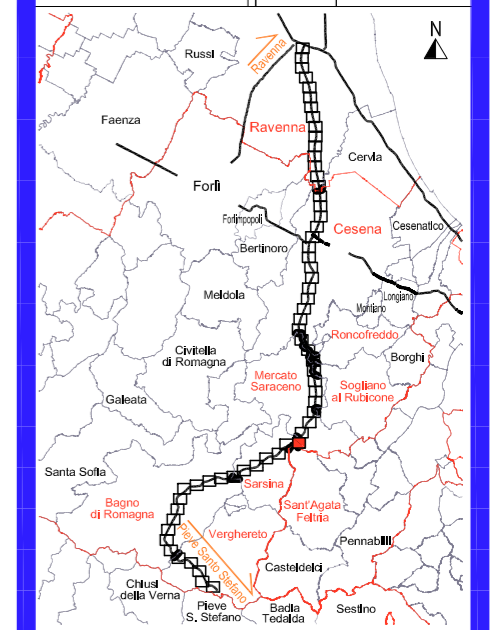 N
Ravenna
Russi
Faenza
Ravenna
Cervia
Forlì
Forlimpopoli
Cesena
Cesenatico
Bertinoro
Meldola
Longiano
Montiano
Roncofreddo
Civitella
di Romagna
Borghi
Mercato
Saraceno
Sogliano
al Rubicone
Galeata
Santa Sofia
Sarsina
Bagno
di Romagna
Sant'Agata
Feltria
Verghereto
Pennabilli
Pieve Santo Stefano
Casteldelci
Chiusi
della Verna
Pieve
S. Stefano
Badia
Tedalda
Sestino